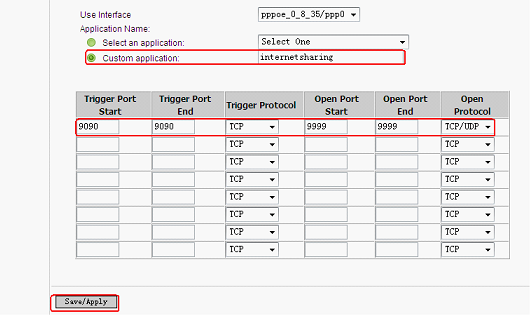 Use Interface pppoe_0_8_35/ppp0
Application Name:
Select an application: Select One
Custom application: internetsharing
Trigger Port Start Trigger Port End Trigger Protocol Open Port Start Open Port End Open Protocol
9090 9090 TCP 9999 9999 TCP/UDP
TCP TCP
TCP TCP
TCP TCP
TCP TCP
TCP TCP
TCP TCP
TCP TCP
Save/Apply